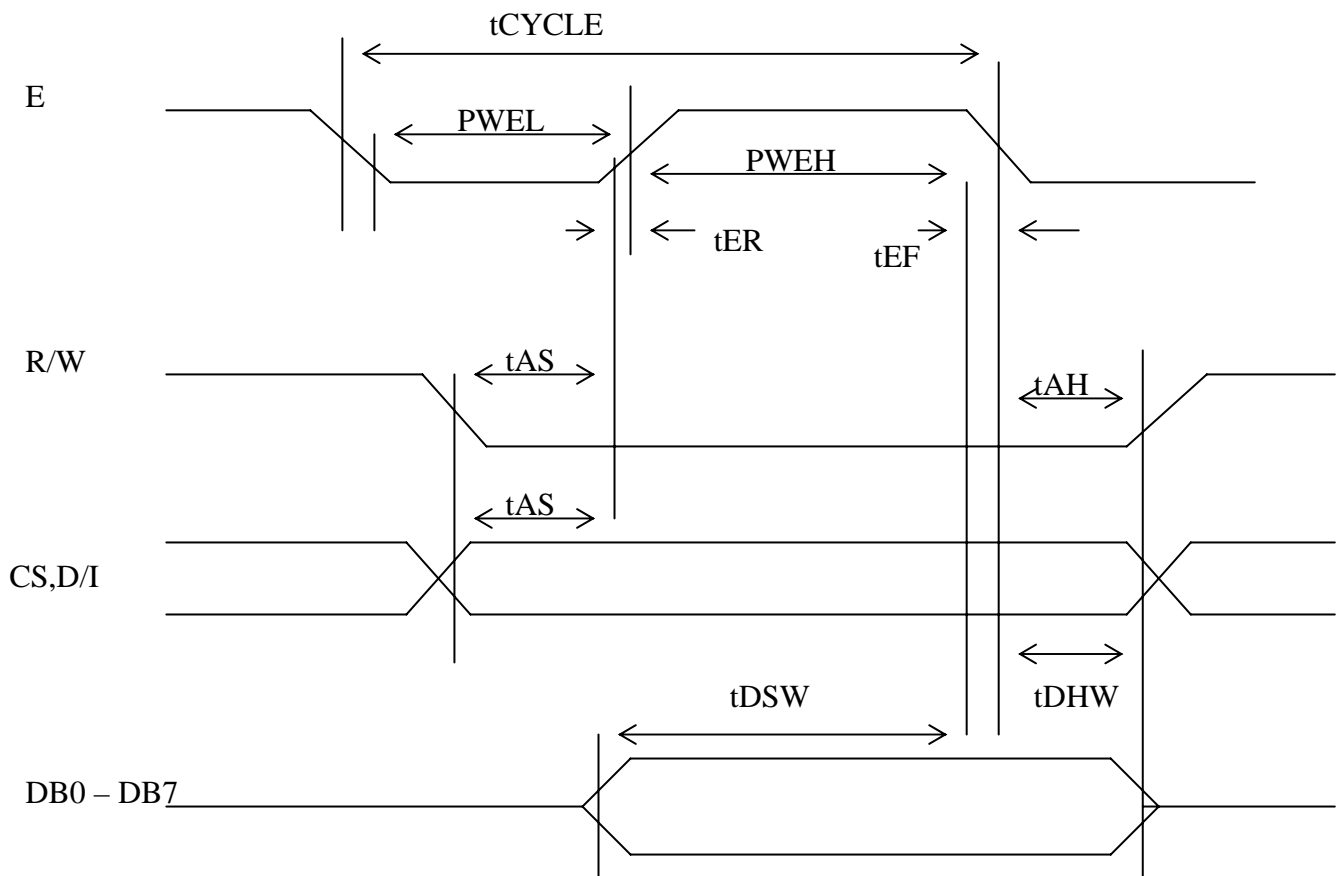 tCYCLE
E
PWEL
PWEH
tER
tEF
R/W
tAS
tAH
tAS
CS,D/I
tDSW
tDHW
DB0 – DB7